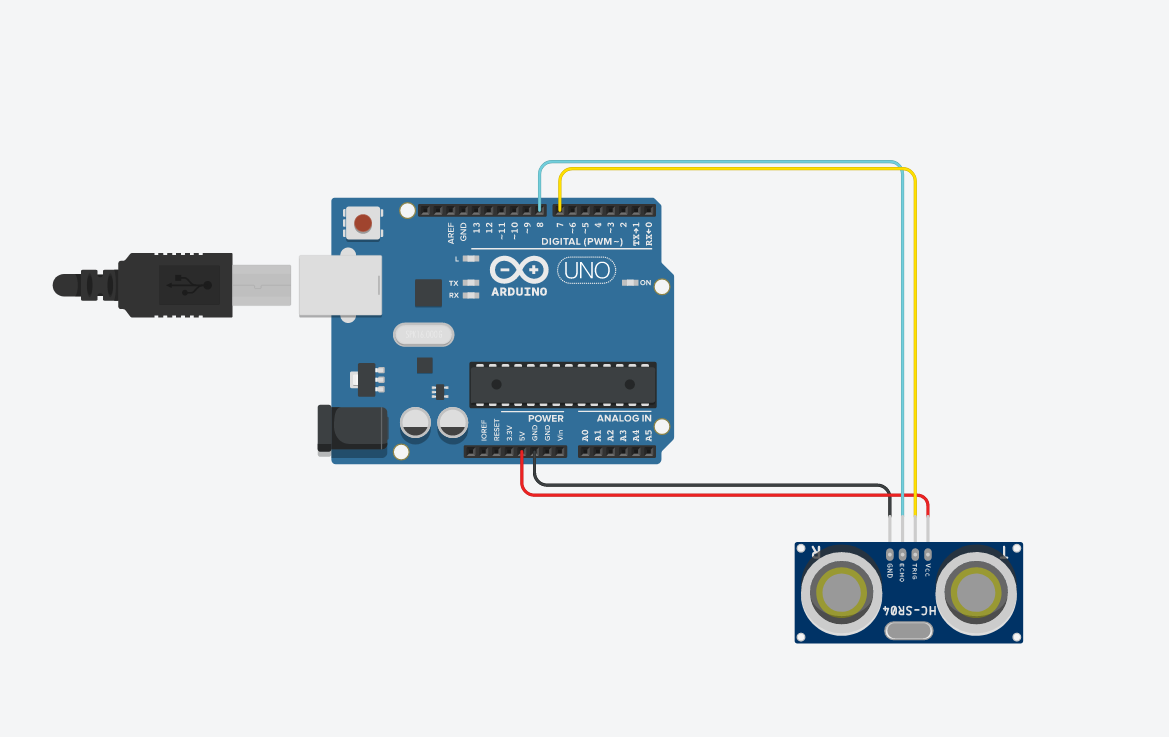 AREF
GND
13
12
~11
~10
~9
8
7
~6
~5
4
~3
2
TX→1
RX←0
DIGITAL (PWM~)
L
TX
RX
ARDUINO
UNO
ON
POWER
ANALOG IN
IOREF
RESET
3.3V
5V
GND
GND
Vin
A0
A1
A2
A3
A4
A5
R
T
GND
ECHO
TRIG
VCC
HC-SR04